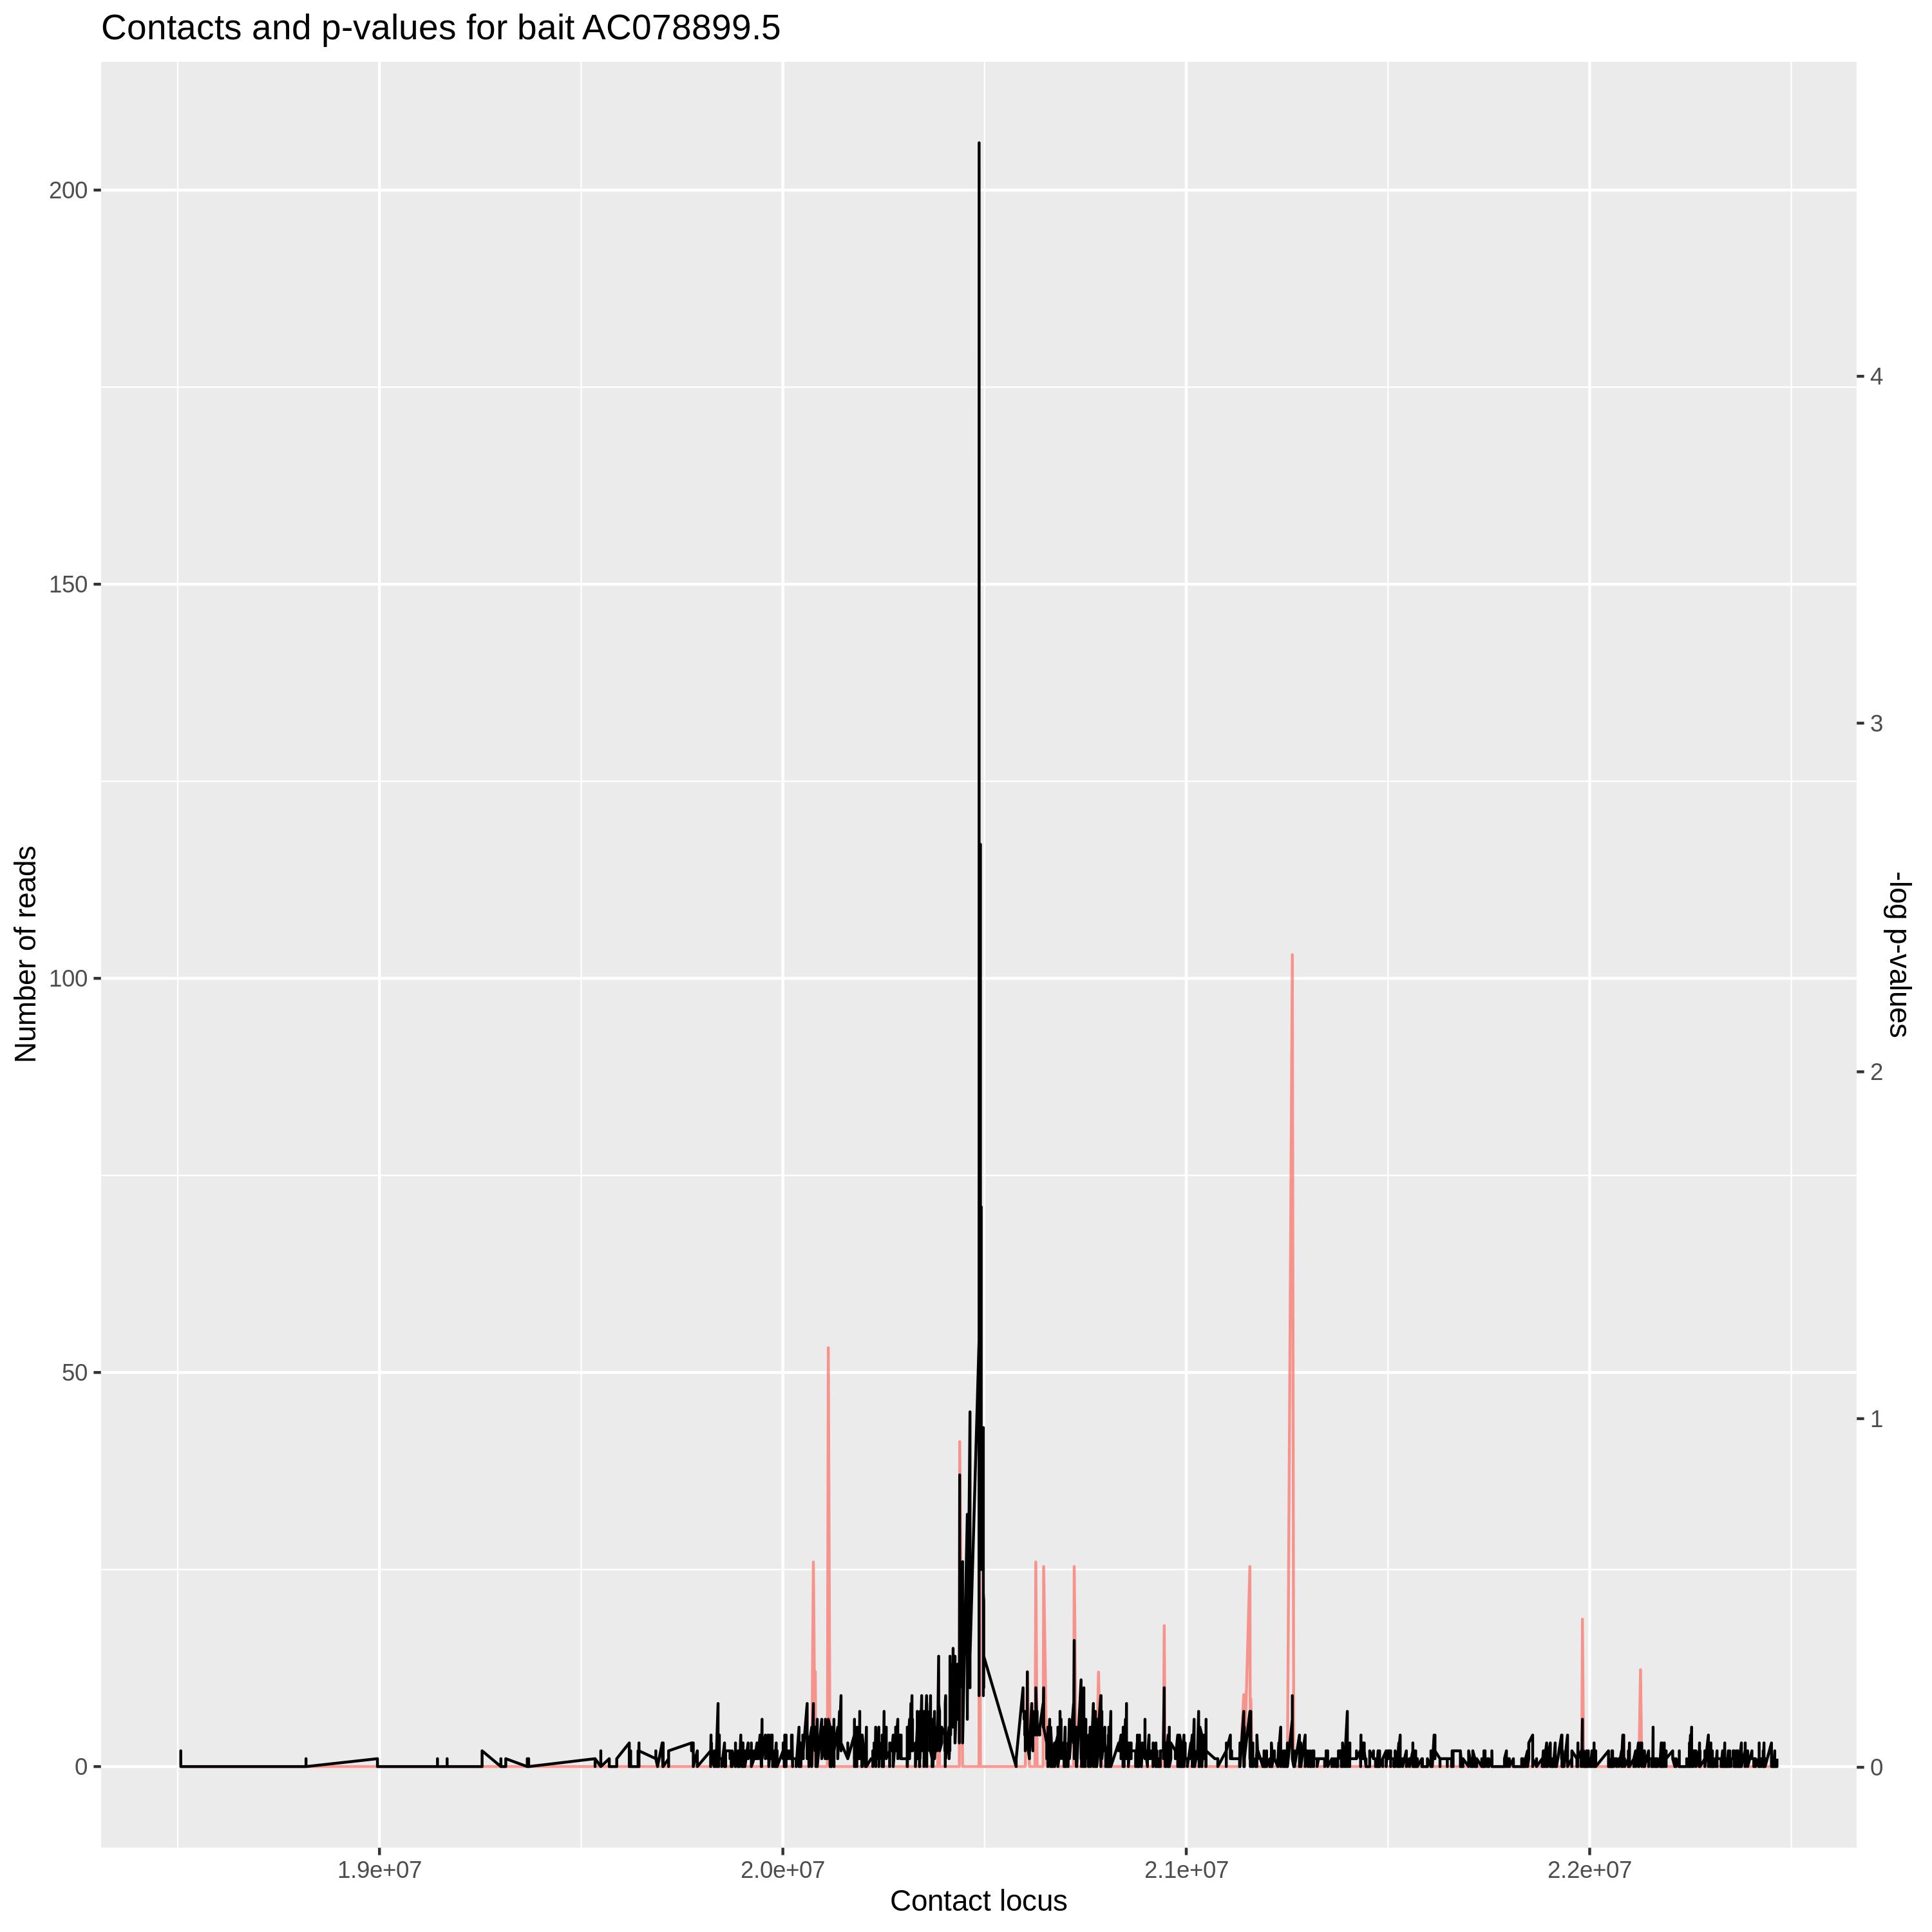 Contacts and p-values for bait AC078899.5
200
150
100
50
0
Number of reads
4
3
2
1
0
-log p-values
1.9e+07
2.0e+07
2.1e+07
2.2e+07
Contact locus